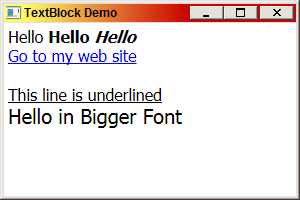 TextBlock Demo
Hello Hello Hello
Go to my web site
This line is underlined
Hello in Bigger Font